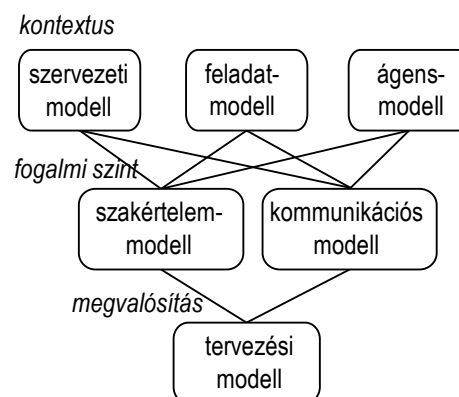 kontextus
szervezeti
modell
feladat-
modell
ágens-
modell
fogalmi szint
szakértelem-
modell
kommunikációs
modell
megvalósítás
tervezési
modell